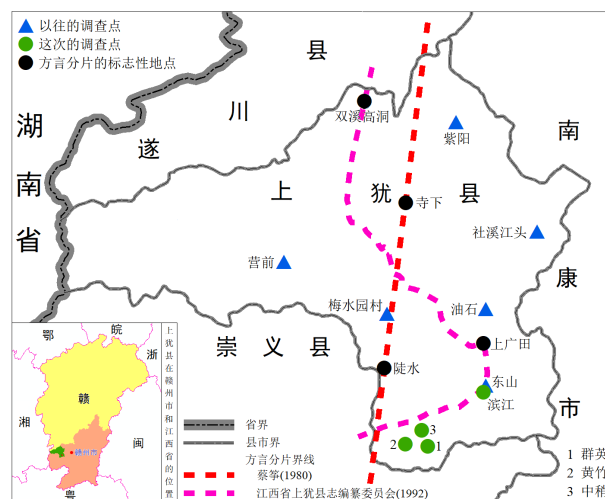 以往的调查点
这次的调查点
方言分片的标志性地点
县
川
遂
湖
南
省
双溪高洞
紫阳
南
上
犹
县
寺下
社溪江头
营前
康
梅水园村
油石
上广田
崇义县
陡水
东山
滨江
市
3
2
1
鄂
皖
浙
赣
湘
赣州市
闽
粤
上犹县在赣州市和江西省的位置
省界
县市界
方言分片界线
蔡筝(1980)
江西省上犹县志编纂委员会(1992)
1 群英
2 黄竹
3 中稍